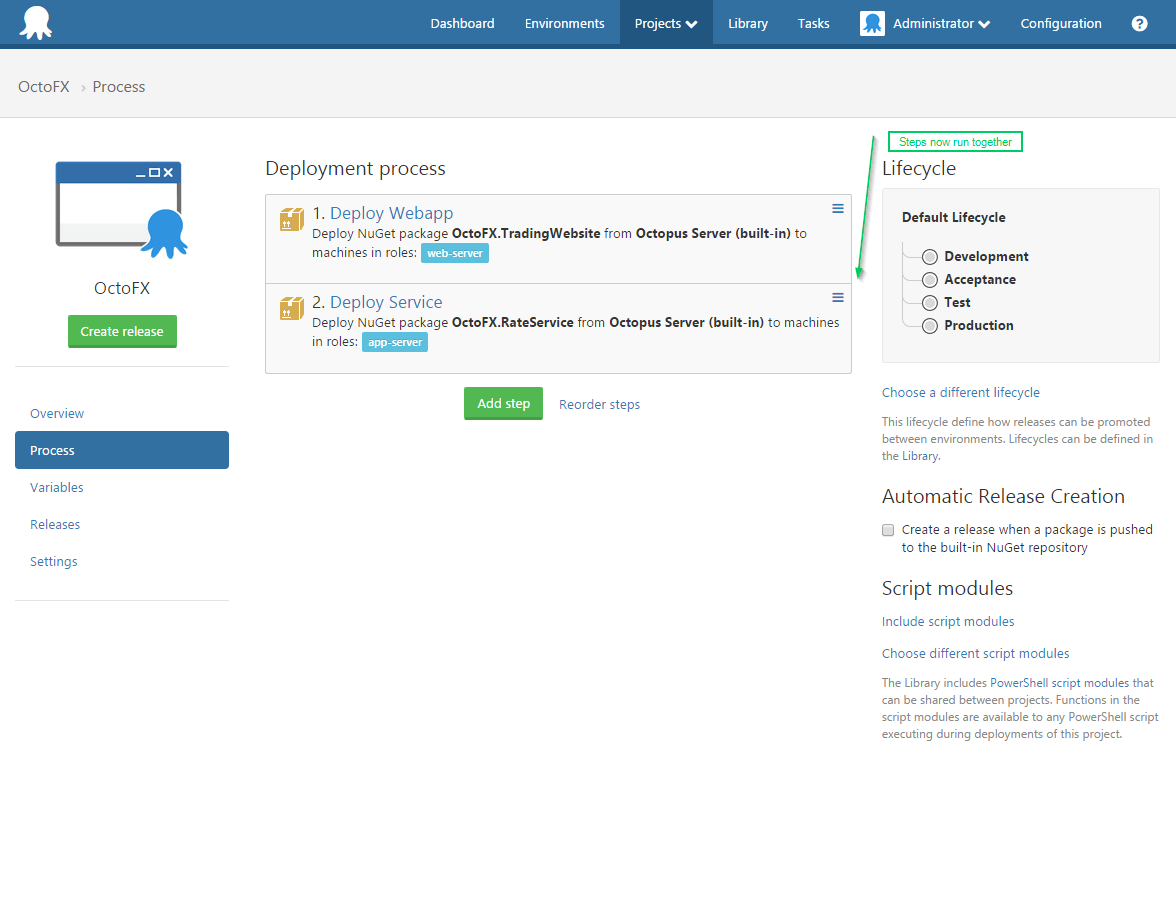 Dashboard Environments Projects Library Tasks Administrator Configuration ?
OctoFX › Process
Steps now run together
OctoFX
Create release
Overview
Process
Variables
Releases
Settings
Deployment process
1. Deploy Webapp
Deploy NuGet package OctoFX.TradingWebsite from Octopus Server (built-in) to
machines in roles: web-server
2. Deploy Service
Deploy NuGet package OctoFX.RateService from Octopus Server (built-in) to machines
in roles: app-server
Add step Reorder steps
Lifecycle
Default Lifecycle
Development
Acceptance
Test
Production
Choose a different lifecycle
This lifecycle define how releases can be promoted
between environments. Lifecycles can be defined in
the Library.
Automatic Release Creation
Create a release when a package is pushed
to the built-in NuGet repository
Script modules
Include script modules
Choose different script modules
The Library includes PowerShell script modules that
can be shared between projects. Functions in the
script modules are available to any PowerShell script
executing during deployments of this project.